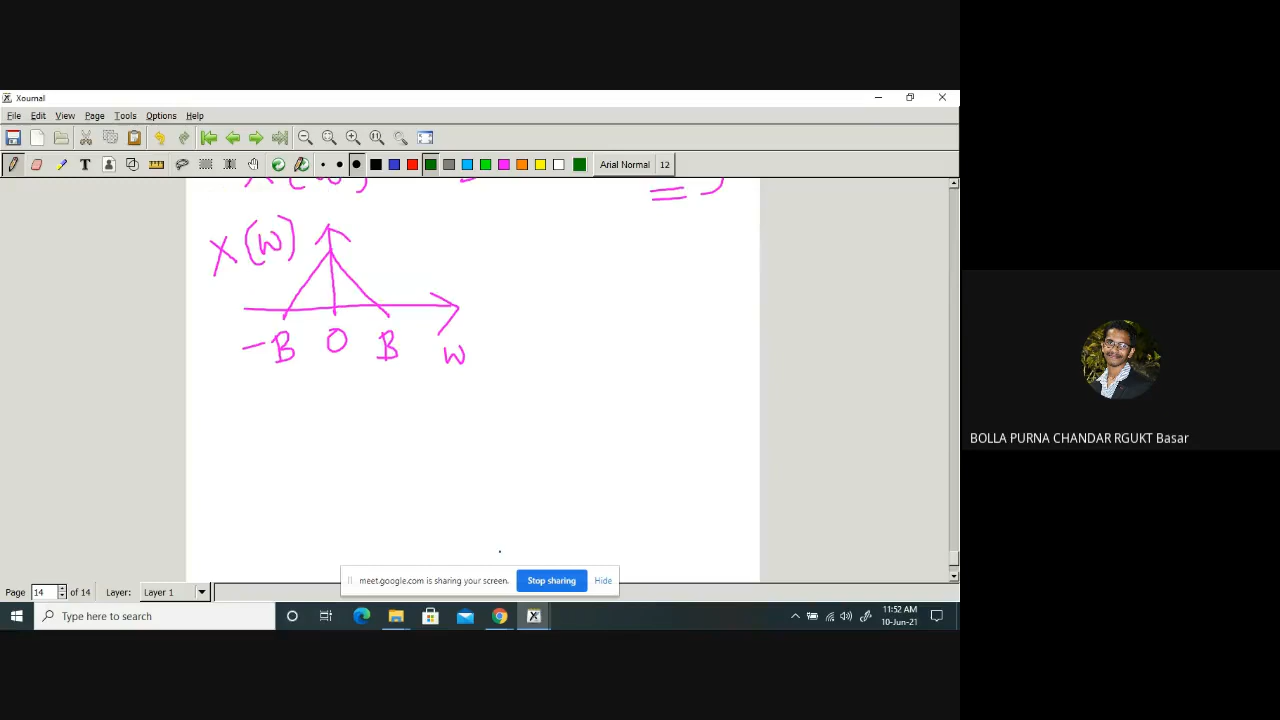 Xournal
File Edit View Page Tools Options Help
Arial Normal 12
X(W)
X(W)
-B 0 B W
BOLLA PURNA CHANDAR RGUKT Basar
meet.google.com is sharing your screen. Stop sharing Hide
Page 14 of 14 Layer: Layer 1
Type here to search
11:52 AM
10-Jun-21